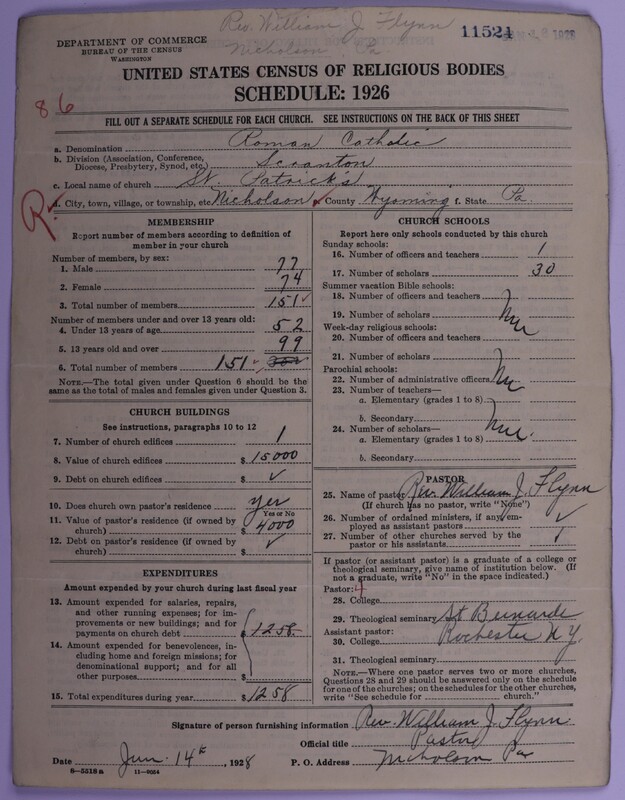 Rev. William J. Flynn
Nicholson, Pa
11524
1928
DEPARTMENT OF COMMERCE
BUREAU OF THE CENSUS
WASHINGTON
UNITED STATES CENSUS OF RELIGIOUS BODIES
SCHEDULE: 1926
86
FILL OUT A SEPARATE SCHEDULE FOR EACH CHURCH. SEE INSTRUCTIONS ON THE BACK OF THIS SHEET
a. Denomination Roman Catholic
b. Division (Association, Conference, Diocese, Presbytery, Synod, etc.) Scranton
c. Local name of church St. Patrick's
R.
d. City, town, village, or township, etc. Nicholson e. County Wyoming f. State Pa.
MEMBERSHIP
Report number of members according to definition of
member in your church
Number of members, by sex:
1. Male 77
2. Female 74
3. Total number of members 151 ✓
Number of members under and over 13 years old:
4. Under 13 years of age 52
5. 13 years old and over 99
6. Total number of members 151 ✓
NOTE.—The total given under Question 6 should be the
same as the total of males and females given under Question 3.
CHURCH BUILDINGS
See instructions, paragraphs 10 to 12
7. Number of church edifices 1
8. Value of church edifices $ 15000
9. Debt on church edifices $ ✓
10. Does church own pastor's residence? yes
Yes or No
11. Value of pastor's residence (if owned by
church) $ 4000
12. Debt on pastor's residence (if owned by ✓
church) $
EXPENDITURES
Amount expended by your church during last fiscal year
13. Amount expended for salaries, repairs,
and other running expenses; for im-
provements or new buildings; and for
payments on church debt $ 1258.
14. Amount expended for benevolences, in-
cluding home and foreign missions; for
denominational support; and for all
other purposes $
15. Total expenditures during year $ 1258
CHURCH SCHOOLS
Report here only schools conducted by this church
Sunday schools:
16. Number of officers and teachers 1
17. Number of scholars 30
Summer vacation Bible schools:
18. Number of officers and teachers
19. Number of scholars
Week-day religious schools:
20. Number of officers and teachers
21. Number of scholars
Parochial schools:
22. Number of administrative officers
23. Number of teachers—
a. Elementary (grades 1 to 8)
b. Secondary
24. Number of scholars—
a. Elementary (grades 1 to 8)
b. Secondary
PASTOR
25. Name of pastor Rev. William J. Flynn
(If church has no pastor, write "None")
26. Number of ordained ministers, if any, em-
ployed as assistant pastors ✓
27. Number of other churches served by the
pastor or his assistants
If pastor (or assistant pastor) is a graduate of a college or
theological seminary, give name of institution below. (If
not a graduate, write "No" in the space indicated.)
Pastor: 4
28. College
29. Theological seminary St Bernards
Assistant pastor: Rochester N.Y.
30. College
31. Theological seminary
NOTE.—Where one pastor serves two or more churches,
Questions 28 and 29 should be answered only on the schedule
for one of the churches; on the schedules for the other churches,
write "See schedule for church."
Signature of person furnishing information Rev. William J. Flynn.
Official title Pastor
Date Jun. 14th, 1928 P. O. Address Nicholson Pa
8—5318a 11—9054